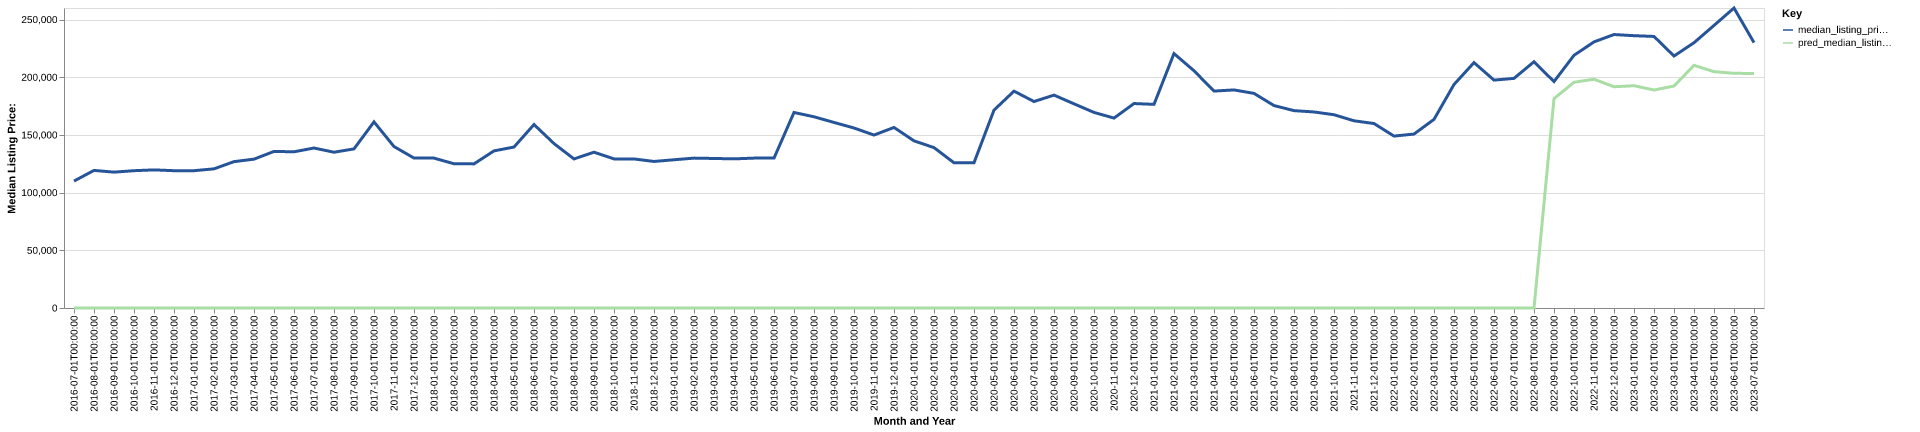 250,000
200,000
150,000
100,000
50,000
0
Median Listing Price:
2016-07-01T00:00:00
2016-08-01T00:00:00
2016-09-01T00:00:00
2016-10-01T00:00:00
2016-11-01T00:00:00
2016-12-01T00:00:00
2017-01-01T00:00:00
2017-02-01T00:00:00
2017-03-01T00:00:00
2017-04-01T00:00:00
2017-05-01T00:00:00
2017-06-01T00:00:00
2017-07-01T00:00:00
2017-08-01T00:00:00
2017-09-01T00:00:00
2017-10-01T00:00:00
2017-11-01T00:00:00
2017-12-01T00:00:00
2018-01-01T00:00:00
2018-02-01T00:00:00
2018-03-01T00:00:00
2018-04-01T00:00:00
2018-05-01T00:00:00
2018-06-01T00:00:00
2018-07-01T00:00:00
2018-08-01T00:00:00
2018-09-01T00:00:00
2018-10-01T00:00:00
2018-11-01T00:00:00
2018-12-01T00:00:00
2019-01-01T00:00:00
2019-02-01T00:00:00
2019-03-01T00:00:00
2019-04-01T00:00:00
2019-05-01T00:00:00
2019-06-01T00:00:00
2019-07-01T00:00:00
2019-08-01T00:00:00
2019-09-01T00:00:00
2019-10-01T00:00:00
2019-11-01T00:00:00
2019-12-01T00:00:00
2020-01-01T00:00:00
2020-02-01T00:00:00
2020-03-01T00:00:00
2020-04-01T00:00:00
2020-05-01T00:00:00
2020-06-01T00:00:00
2020-07-01T00:00:00
2020-08-01T00:00:00
2020-09-01T00:00:00
2020-10-01T00:00:00
2020-11-01T00:00:00
2020-12-01T00:00:00
2021-01-01T00:00:00
2021-02-01T00:00:00
2021-03-01T00:00:00
2021-04-01T00:00:00
2021-05-01T00:00:00
2021-06-01T00:00:00
2021-07-01T00:00:00
2021-08-01T00:00:00
2021-09-01T00:00:00
2021-10-01T00:00:00
2021-11-01T00:00:00
2021-12-01T00:00:00
2022-01-01T00:00:00
2022-02-01T00:00:00
2022-03-01T00:00:00
2022-04-01T00:00:00
2022-05-01T00:00:00
2022-06-01T00:00:00
2022-07-01T00:00:00
2022-08-01T00:00:00
2022-09-01T00:00:00
2022-10-01T00:00:00
2022-11-01T00:00:00
2022-12-01T00:00:00
2023-01-01T00:00:00
2023-02-01T00:00:00
2023-03-01T00:00:00
2023-04-01T00:00:00
2023-05-01T00:00:00
2023-06-01T00:00:00
2023-07-01T00:00:00
Month and Year
Key
median_listing_pri…
pred_median_listin…